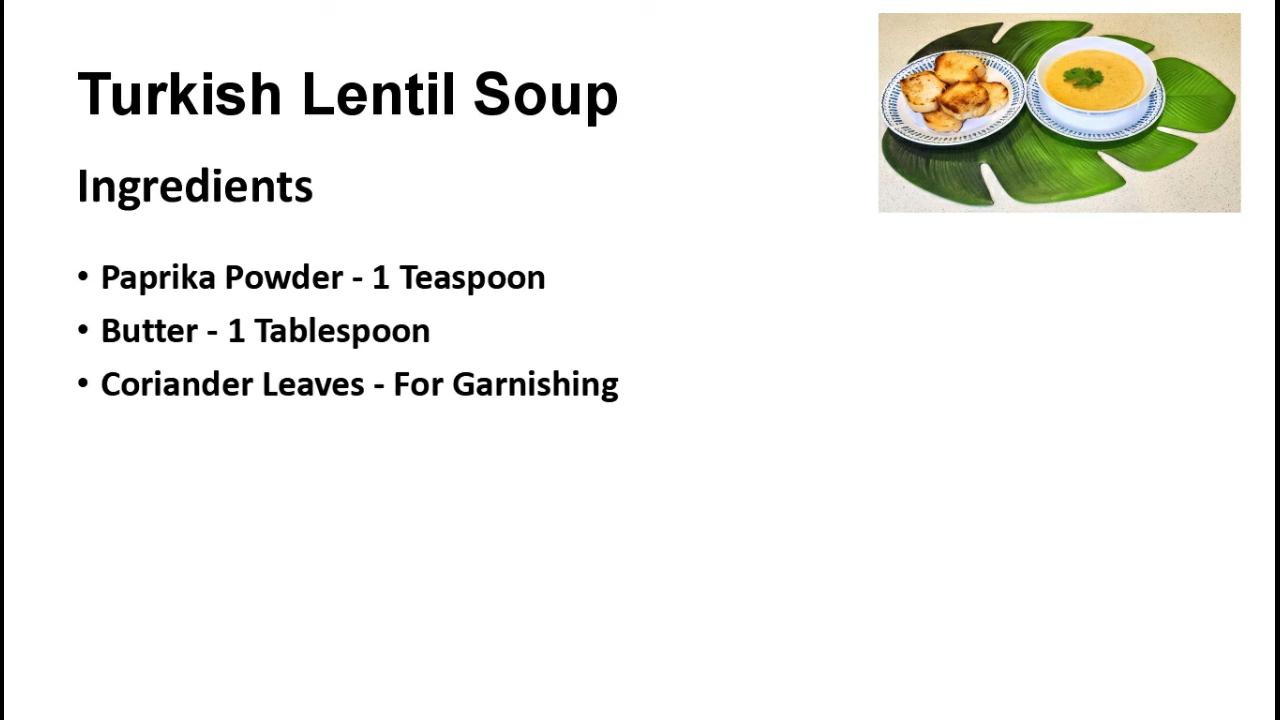 Turkish Lentil Soup
Ingredients
• Paprika Powder - 1 Teaspoon
• Butter - 1 Tablespoon
• Coriander Leaves - For Garnishing